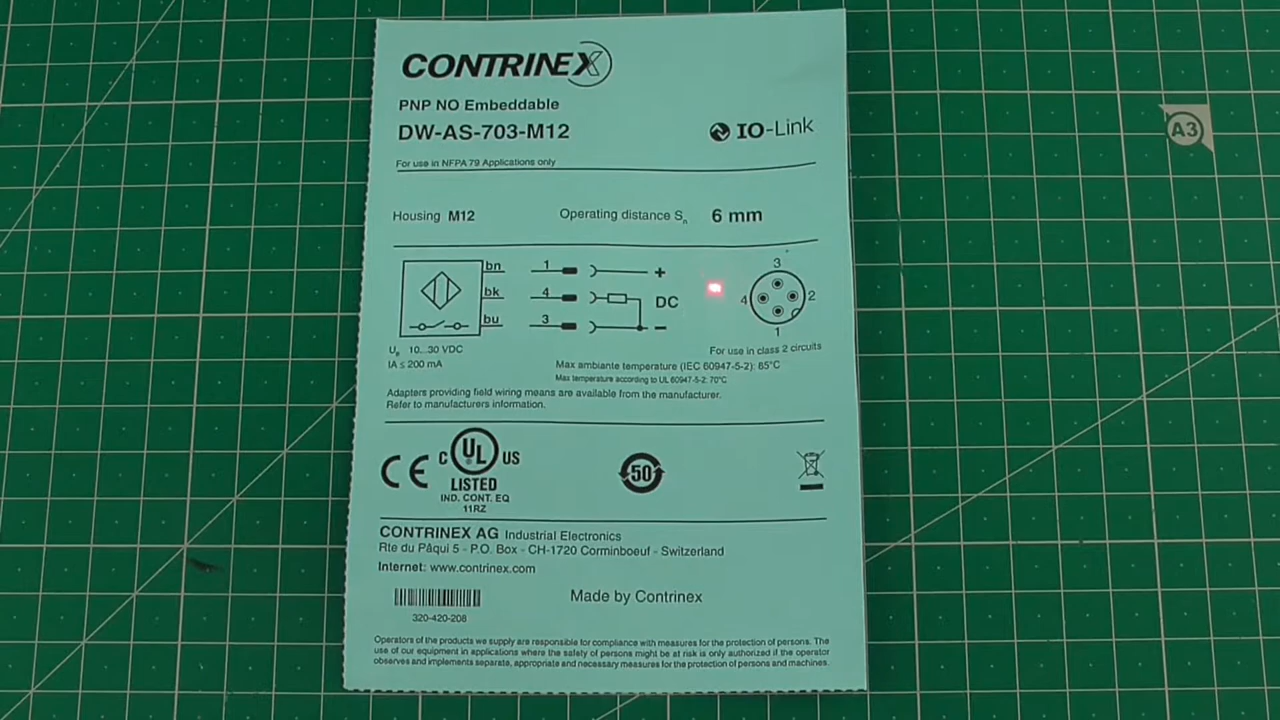 CONTRINEX
PNP NO Embeddable
DW-AS-703-M12
IO-Link
For use in NFPA 79 Applications only
A3
Housing M12 Operating distance Sn 6 mm
bn 1 +
bk 4 DC
bu 3 −
3
4 2
1
10...30 VDC
IA ≤ 200 mA
For use in class 2 circuits
Max ambiante temperature (IEC 60947-5-2): 85°C
Max temperature according to UL 60947-5-2: 70°C
Adapters providing field wiring means are available from the manufacturer.
Refer to manufacturers information.
CE
C UL US
LISTED
IND. CONT. EQ
11RZ
50
CONTRINEX AG Industrial Electronics
Rte du Pâqui 5 - P.O. Box - CH-1720 Corminboeuf - Switzerland
Internet: www.contrinex.com
320-420-208
Made by Contrinex
Operators of the products we supply are responsible for compliance with measures for the protection of persons. The
use of our equipment in applications where the safety of persons might be at risk is only authorized if the operator
observes and implements separate, appropriate and necessary measures for the protection of persons and machines.